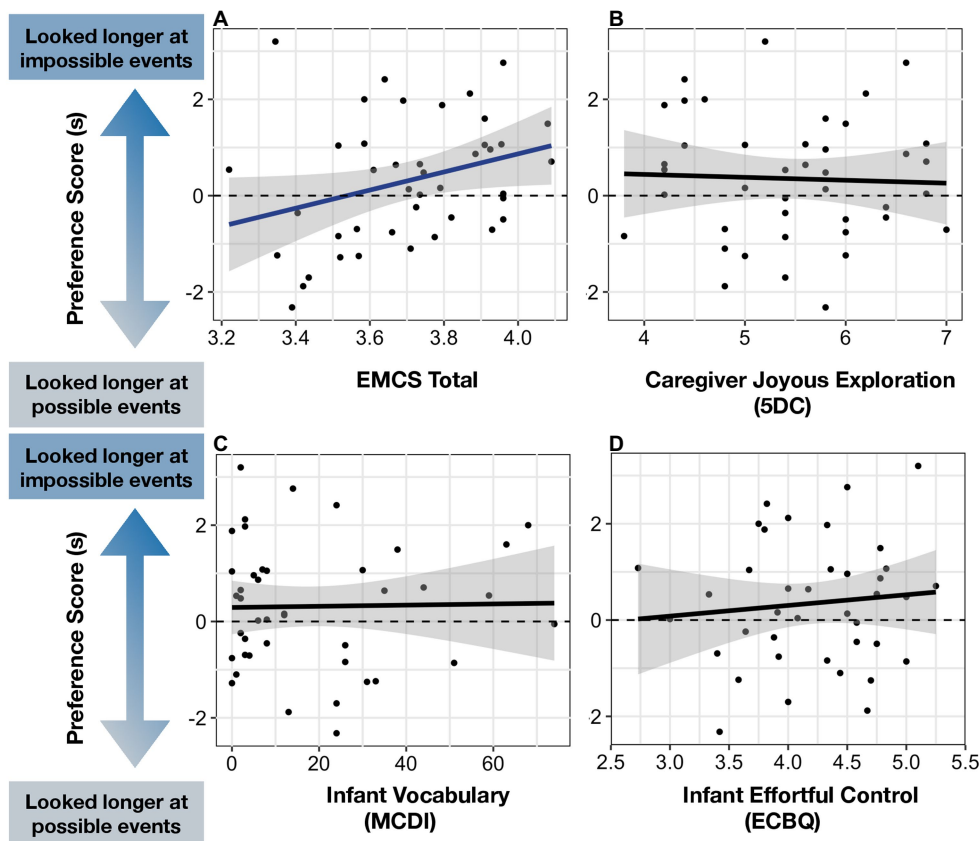 A
B
Looked longer at
impossible events
Preference Score (s)
Looked longer at
possible events
2
0
-2
3.2 3.4 3.6 3.8 4.0
EMCS Total
2
0
-2
4 5 6 7
Caregiver Joyous Exploration
(5DC)
C
D
Looked longer at
impossible events
Preference Score (s)
Looked longer at
possible events
2
0
-2
0 20 40 60
Infant Vocabulary
(MCDI)
2
0
-2
2.5 3.0 3.5 4.0 4.5 5.0 5.5
Infant Effortful Control
(ECBQ)